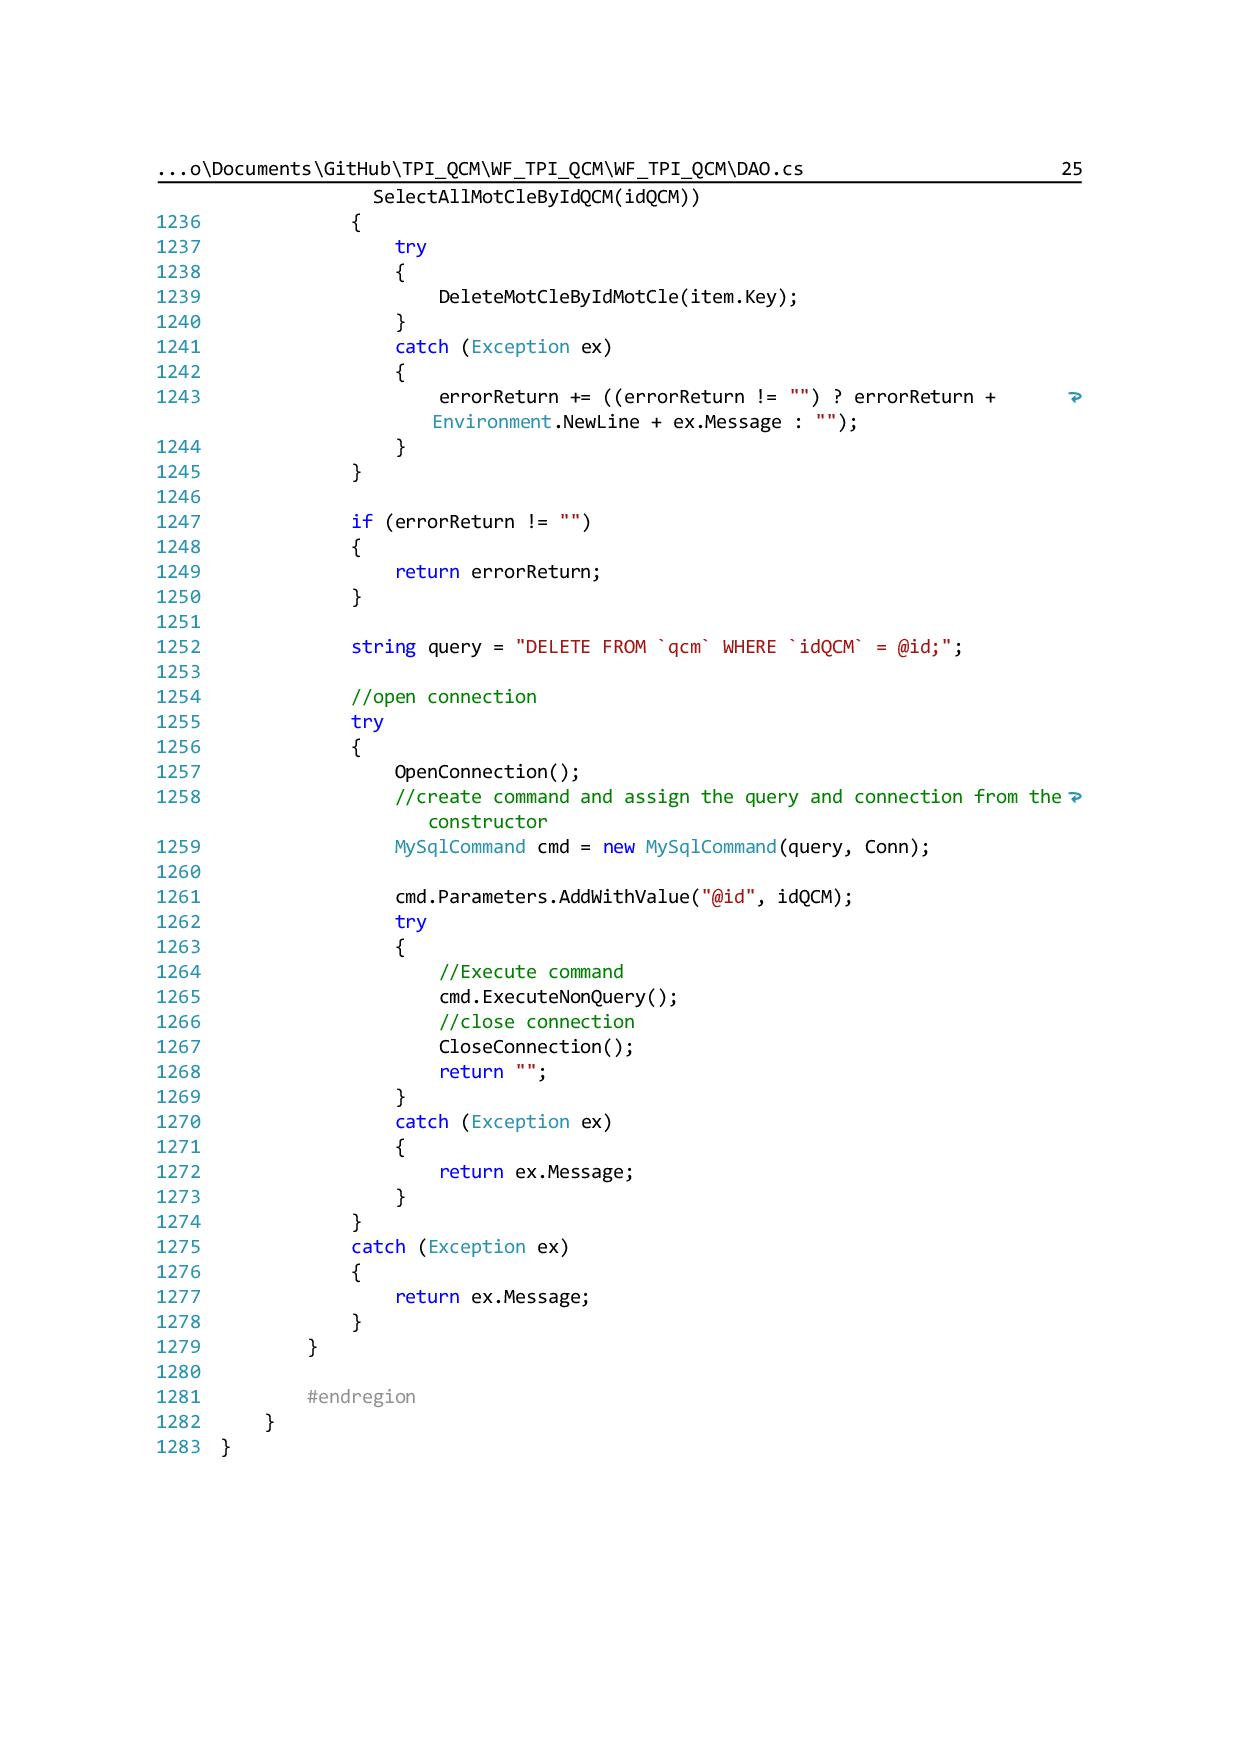 ...o\Documents\GitHub\TPI_QCM\WF_TPI_QCM\WF_TPI_QCM\DAO.cs 25
SelectAllMotCleByIdQCM(idQCM))
1236 {
1237 try
1238 {
1239 DeleteMotCleByIdMotCle(item.Key);
1240 }
1241 catch (Exception ex)
1242 {
1243 errorReturn += ((errorReturn != "") ? errorReturn +
Environment.NewLine + ex.Message : "");
1244 }
1245 }
1246
1247 if (errorReturn != "")
1248 {
1249 return errorReturn;
1250 }
1251
1252 string query = "DELETE FROM `qcm` WHERE `idQCM` = @id;";
1253
1254 //open connection
1255 try
1256 {
1257 OpenConnection();
1258 //create command and assign the query and connection from the
constructor
1259 MySqlCommand cmd = new MySqlCommand(query, Conn);
1260
1261 cmd.Parameters.AddWithValue("@id", idQCM);
1262 try
1263 {
1264 //Execute command
1265 cmd.ExecuteNonQuery();
1266 //close connection
1267 CloseConnection();
1268 return "";
1269 }
1270 catch (Exception ex)
1271 {
1272 return ex.Message;
1273 }
1274 }
1275 catch (Exception ex)
1276 {
1277 return ex.Message;
1278 }
1279 }
1280
1281 #endregion
1282 }
1283 }